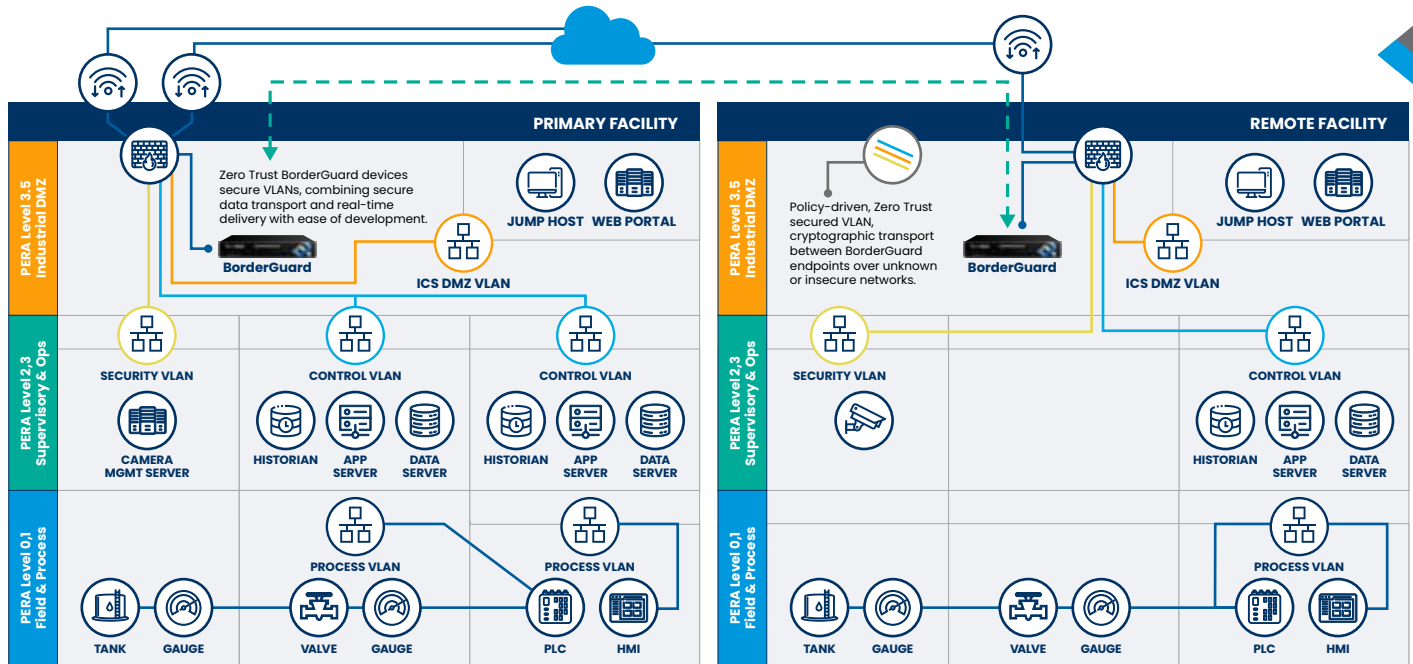 PRIMARY FACILITY
PERA Level 3.5
Industrial DMZ
Zero Trust BorderGuard devices
secure VLANs, combining secure
data transport and real-time
delivery with ease of development.
BorderGuard
JUMP HOST
WEB PORTAL
ICS DMZ VLAN
PERA Level 2,3
Supervisory & Ops
SECURITY VLAN
CONTROL VLAN
CONTROL VLAN
CAMERA
MGMT SERVER
HISTORIAN
APP
SERVER
DATA
SERVER
HISTORIAN
APP
SERVER
DATA
SERVER
PERA Level 0,1
Field & Process
PROCESS VLAN
PROCESS VLAN
TANK
GAUGE
VALVE
GAUGE
PLC
HMI
REMOTE FACILITY
PERA Level 3.5
Industrial DMZ
Policy-driven, Zero Trust
secured VLAN,
cryptographic transport
between BorderGuard
endpoints over unknown
or insecure networks.
BorderGuard
JUMP HOST
WEB PORTAL
ICS DMZ VLAN
PERA Level 2,3
Supervisory & Ops
SECURITY VLAN
CONTROL VLAN
HISTORIAN
APP
SERVER
DATA
SERVER
PERA Level 0,1
Field & Process
PROCESS VLAN
TANK
GAUGE
VALVE
GAUGE
PLC
HMI